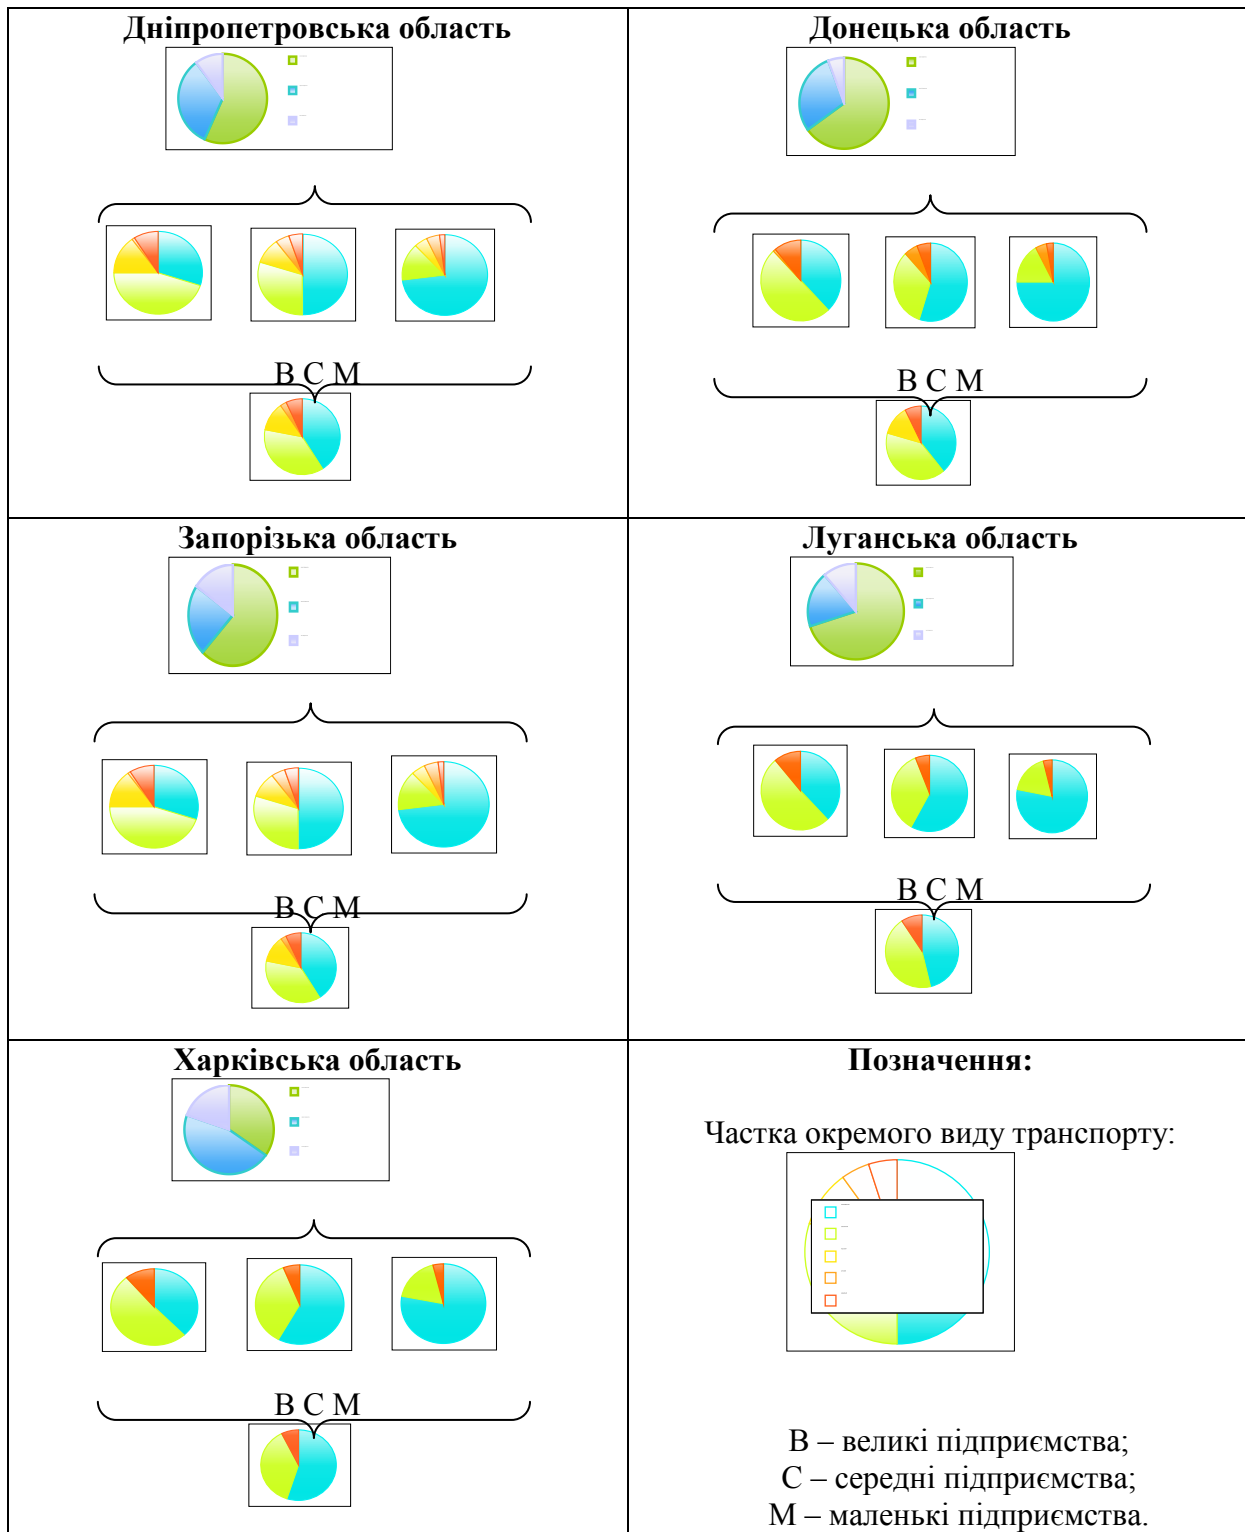 Дніпропетровська область
В С М
Донецька область
В С М
Запорізька область
В С М
Луганська область
В С М
Харківська область
В С М
Позначення:
Частка окремого виду транспорту:
В – великі підприємства;
С – середні підприємства;
М – маленькі підприємства.